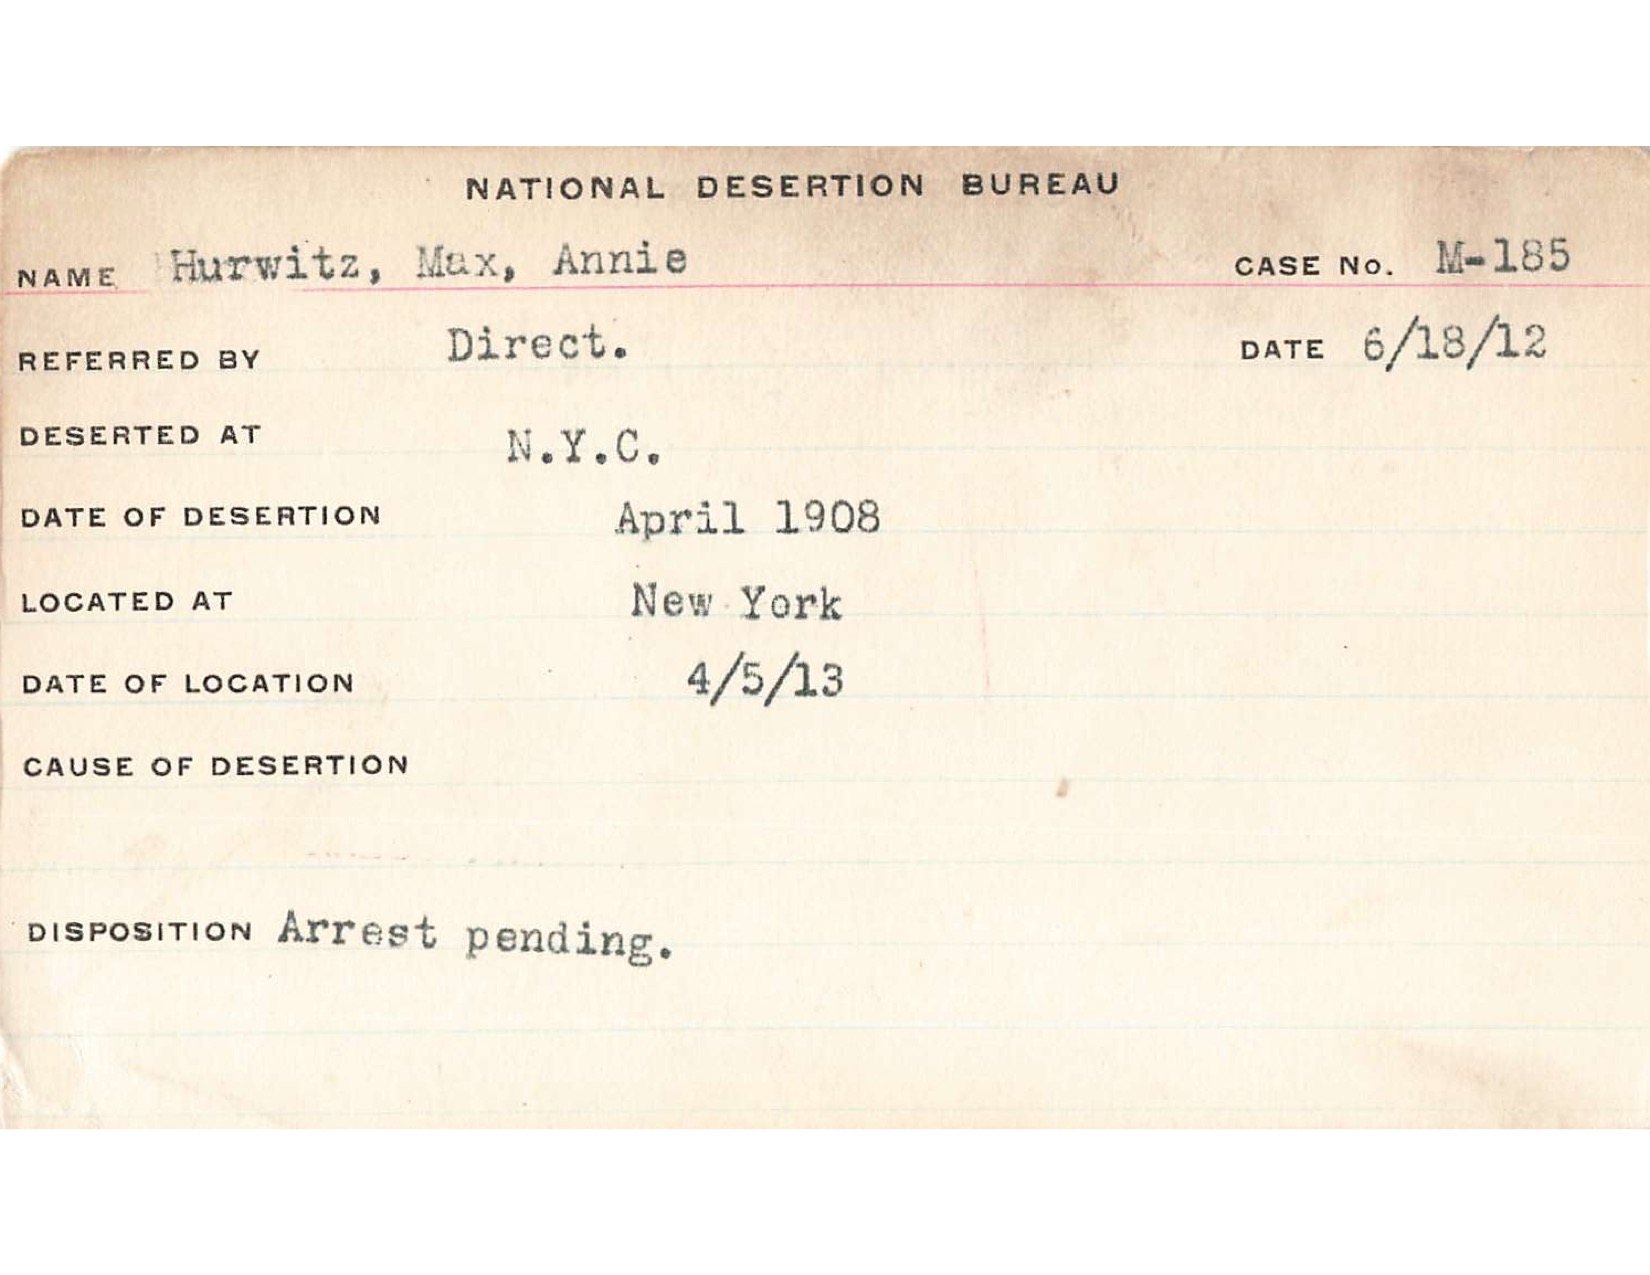 NATIONAL DESERTION BUREAU
NAME Hurwitz, Max, Annie CASE No. M-185
REFERRED BY Direct. DATE 6/18/12
DESERTED AT N.Y.C.
DATE OF DESERTION April 1908
LOCATED AT New York
DATE OF LOCATION 4/5/13
CAUSE OF DESERTION
DISPOSITION Arrest pending.